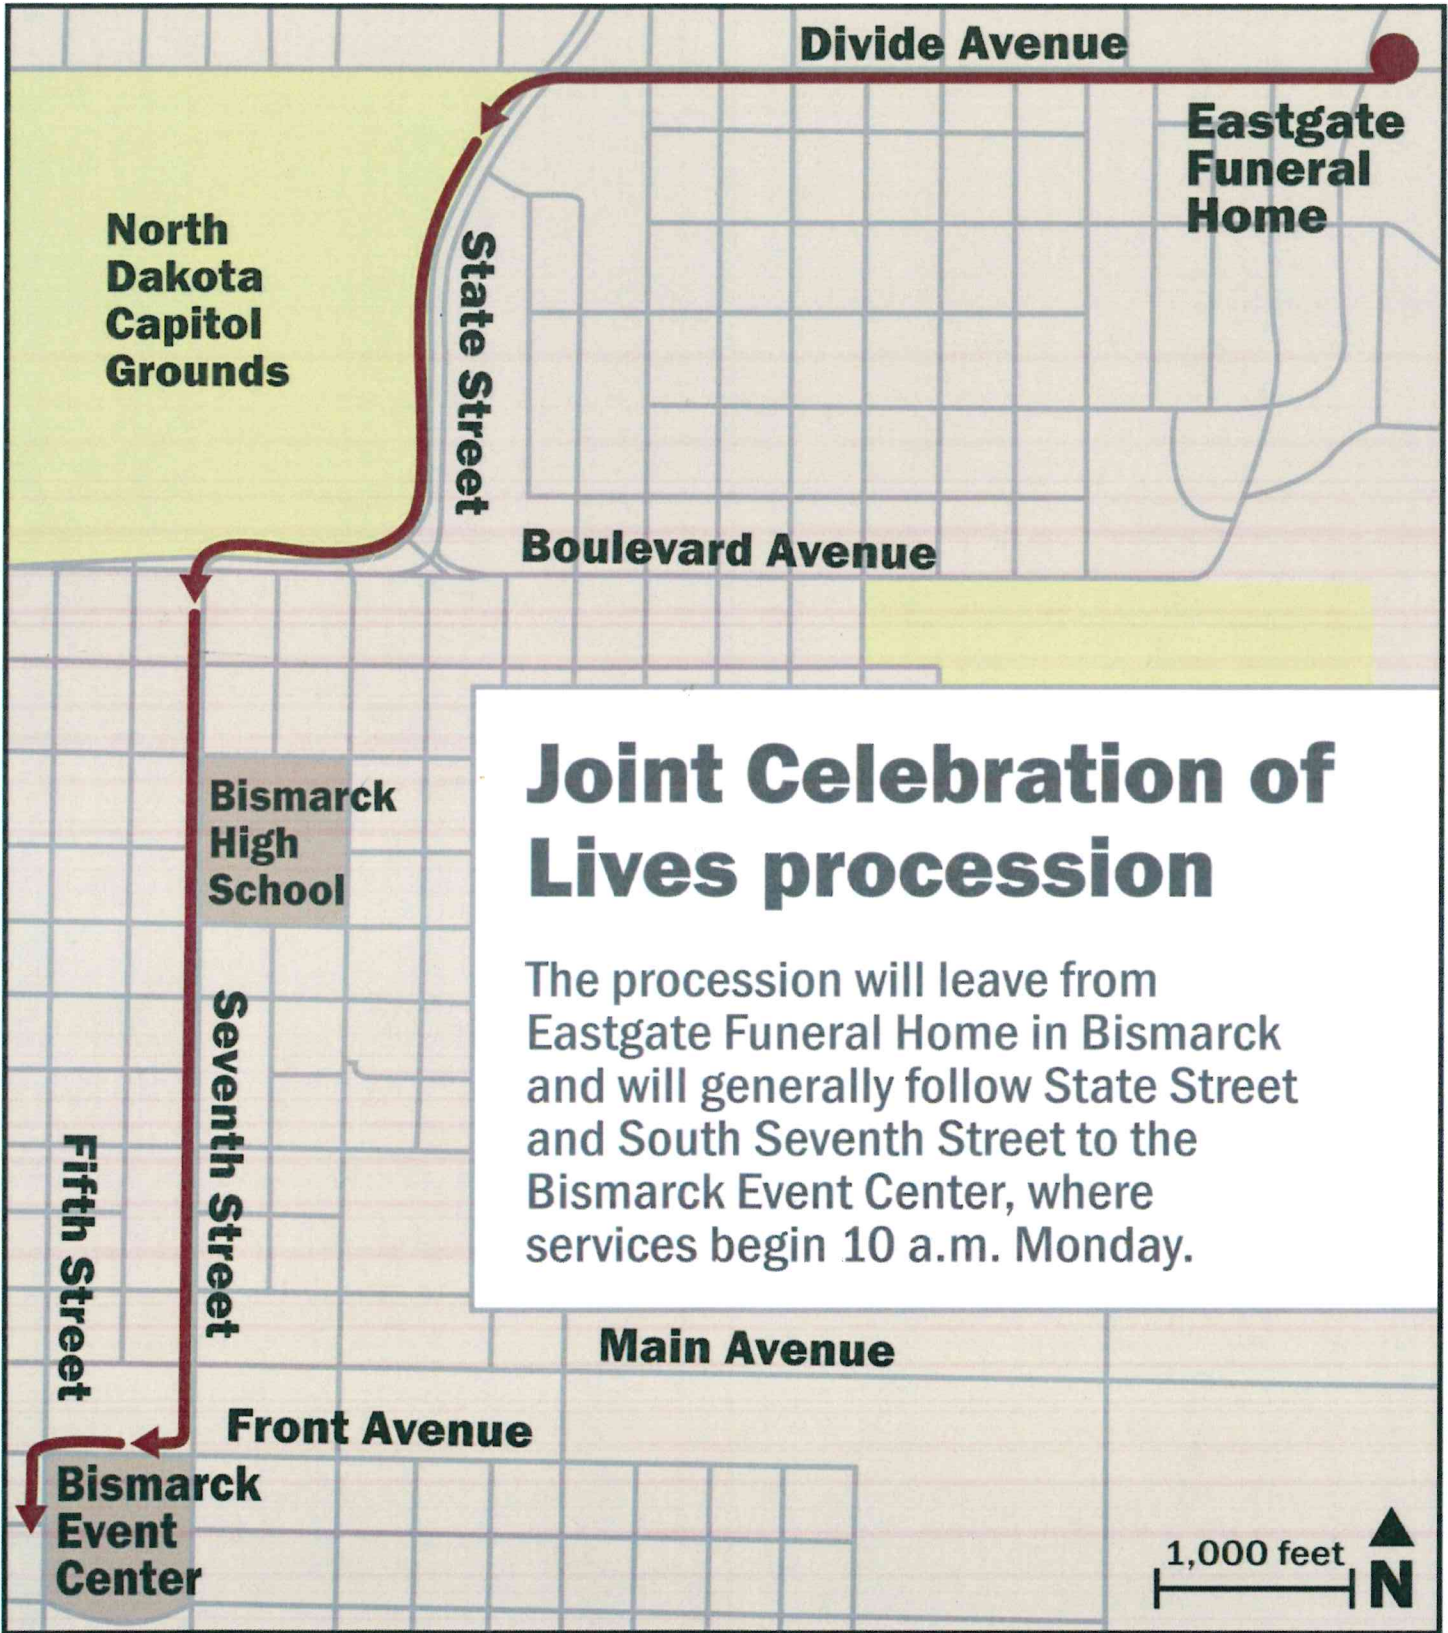 Divide Avenue
Eastgate
Funeral
Home
North
Dakota
Capitol
Grounds
State Street
Boulevard Avenue
Bismarck
High
School
Joint Celebration of
Lives procession
The procession will leave from
Eastgate Funeral Home in Bismarck
and will generally follow State Street
and South Seventh Street to the
Bismarck Event Center, where
services begin 10 a.m. Monday.
Seventh Street
Fifth Street
Main Avenue
Front Avenue
Bismarck
Event
Center
1,000 feet
N